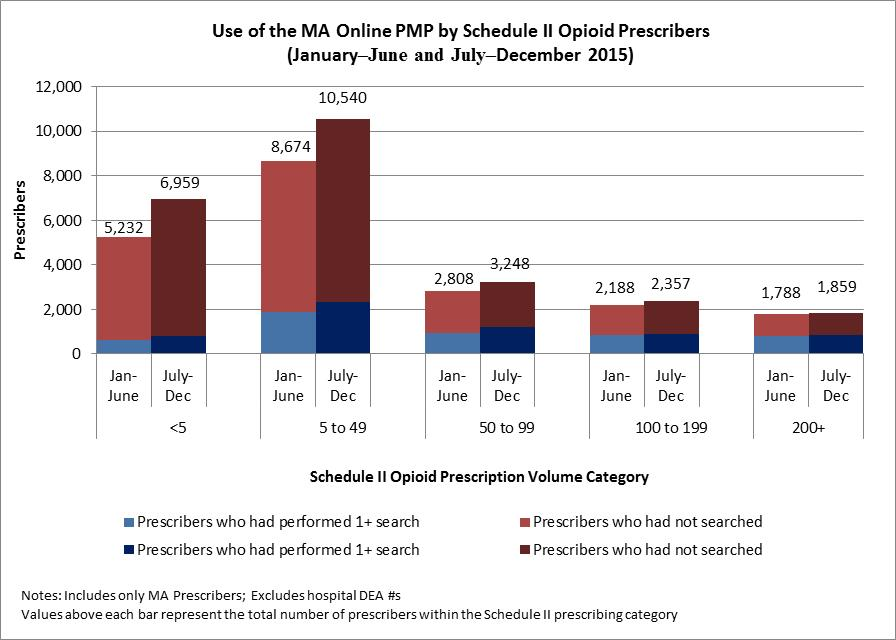 Use of the MA Online PMP by Schedule II Opioid Prescribers
(January–June and July–December 2015)
Prescribers
12,000
10,000
8,000
6,000
4,000
2,000
0
5,232
6,959
8,674
10,540
2,808
3,248
2,188
2,357
1,788
1,859
Jan-
June
July-
Dec
Jan-
June
July-
Dec
Jan-
June
July-
Dec
Jan-
June
July-
Dec
Jan-
June
July-
Dec
<5
5 to 49
50 to 99
100 to 199
200+
Schedule II Opioid Prescription Volume Category
Prescribers who had performed 1+ search
Prescribers who had not searched
Prescribers who had performed 1+ search
Prescribers who had not searched
Notes: Includes only MA Prescribers; Excludes hospital DEA #s
Values above each bar represent the total number of prescribers within the Schedule II prescribing category